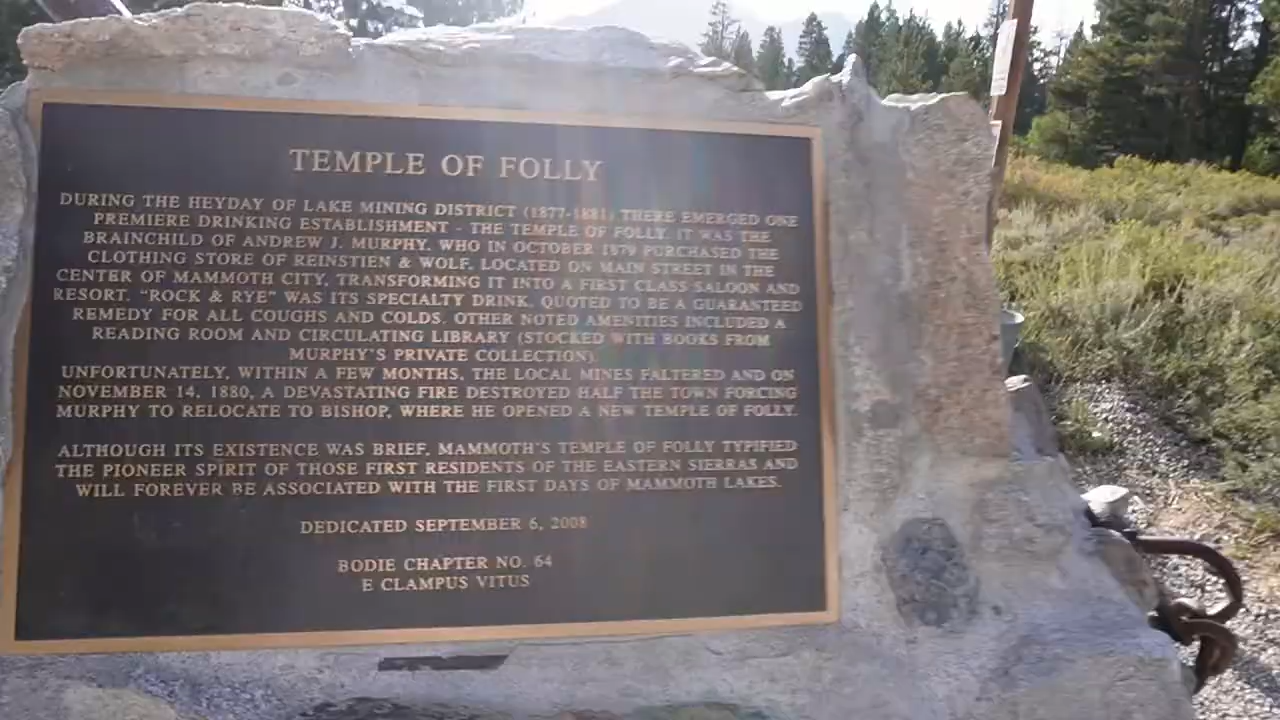 TEMPLE OF FOLLY
DURING THE HEYDAY OF LAKE MINING DISTRICT (1877-1881) THERE EMERGED ONE
PREMIERE DRINKING ESTABLISHMENT - THE TEMPLE OF FOLLY. IT WAS THE
BRAINCHILD OF ANDREW J. MURPHY, WHO IN OCTOBER 1879 PURCHASED THE
CLOTHING STORE OF REINSTIEN & WOLF, LOCATED ON MAIN STREET IN THE
CENTER OF MAMMOTH CITY, TRANSFORMING IT INTO A FIRST CLASS SALOON AND
RESORT. "ROCK & RYE" WAS ITS SPECIALTY DRINK, QUOTED TO BE A GUARANTEED
REMEDY FOR ALL COUGHS AND COLDS. OTHER NOTED AMENITIES INCLUDED A
READING ROOM AND CIRCULATING LIBRARY (STOCKED WITH BOOKS FROM
MURPHY'S PRIVATE COLLECTION).
UNFORTUNATELY, WITHIN A FEW MONTHS, THE LOCAL MINES FALTERED AND ON
NOVEMBER 14, 1880, A DEVASTATING FIRE DESTROYED HALF THE TOWN FORCING
MURPHY TO RELOCATE TO BISHOP, WHERE HE OPENED A NEW TEMPLE OF FOLLY.
ALTHOUGH ITS EXISTENCE WAS BRIEF, MAMMOTH'S TEMPLE OF FOLLY TYPIFIED
THE PIONEER SPIRIT OF THOSE FIRST RESIDENTS OF THE EASTERN SIERRAS AND
WILL FOREVER BE ASSOCIATED WITH THE FIRST DAYS OF MAMMOTH LAKES.
DEDICATED SEPTEMBER 6, 2008
BODIE CHAPTER NO. 64
E CLAMPUS VITUS